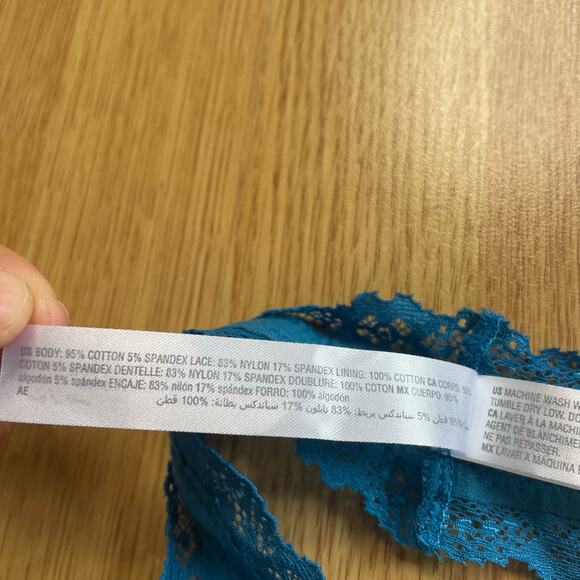 US BODY: 95% COTTON 5% SPANDEX LACE: 83% NYLON 17% SPANDEX LINING: 100% COTTON CA CORPS: 95%
COTON 5% SPANDEX DENTELLE: 83% NYLON 17% SPANDEX DOUBLURE: 100% COTON MX CUERPO: 95%
algodón 5% spándex ENCAJE: 83% nilón 17% spándex FORRO: 100% algodón
95% قطن 5% سباندكس شريط: 83% نايلون 17% سباندكس بطانة: 100% قطن
AE
US MACHINE WASH
TUMBLE DRY LOW.
CA LAVER À LA
AGENT DE
NE PAS REPASSER.
MX LAVAR A MÁQUINA